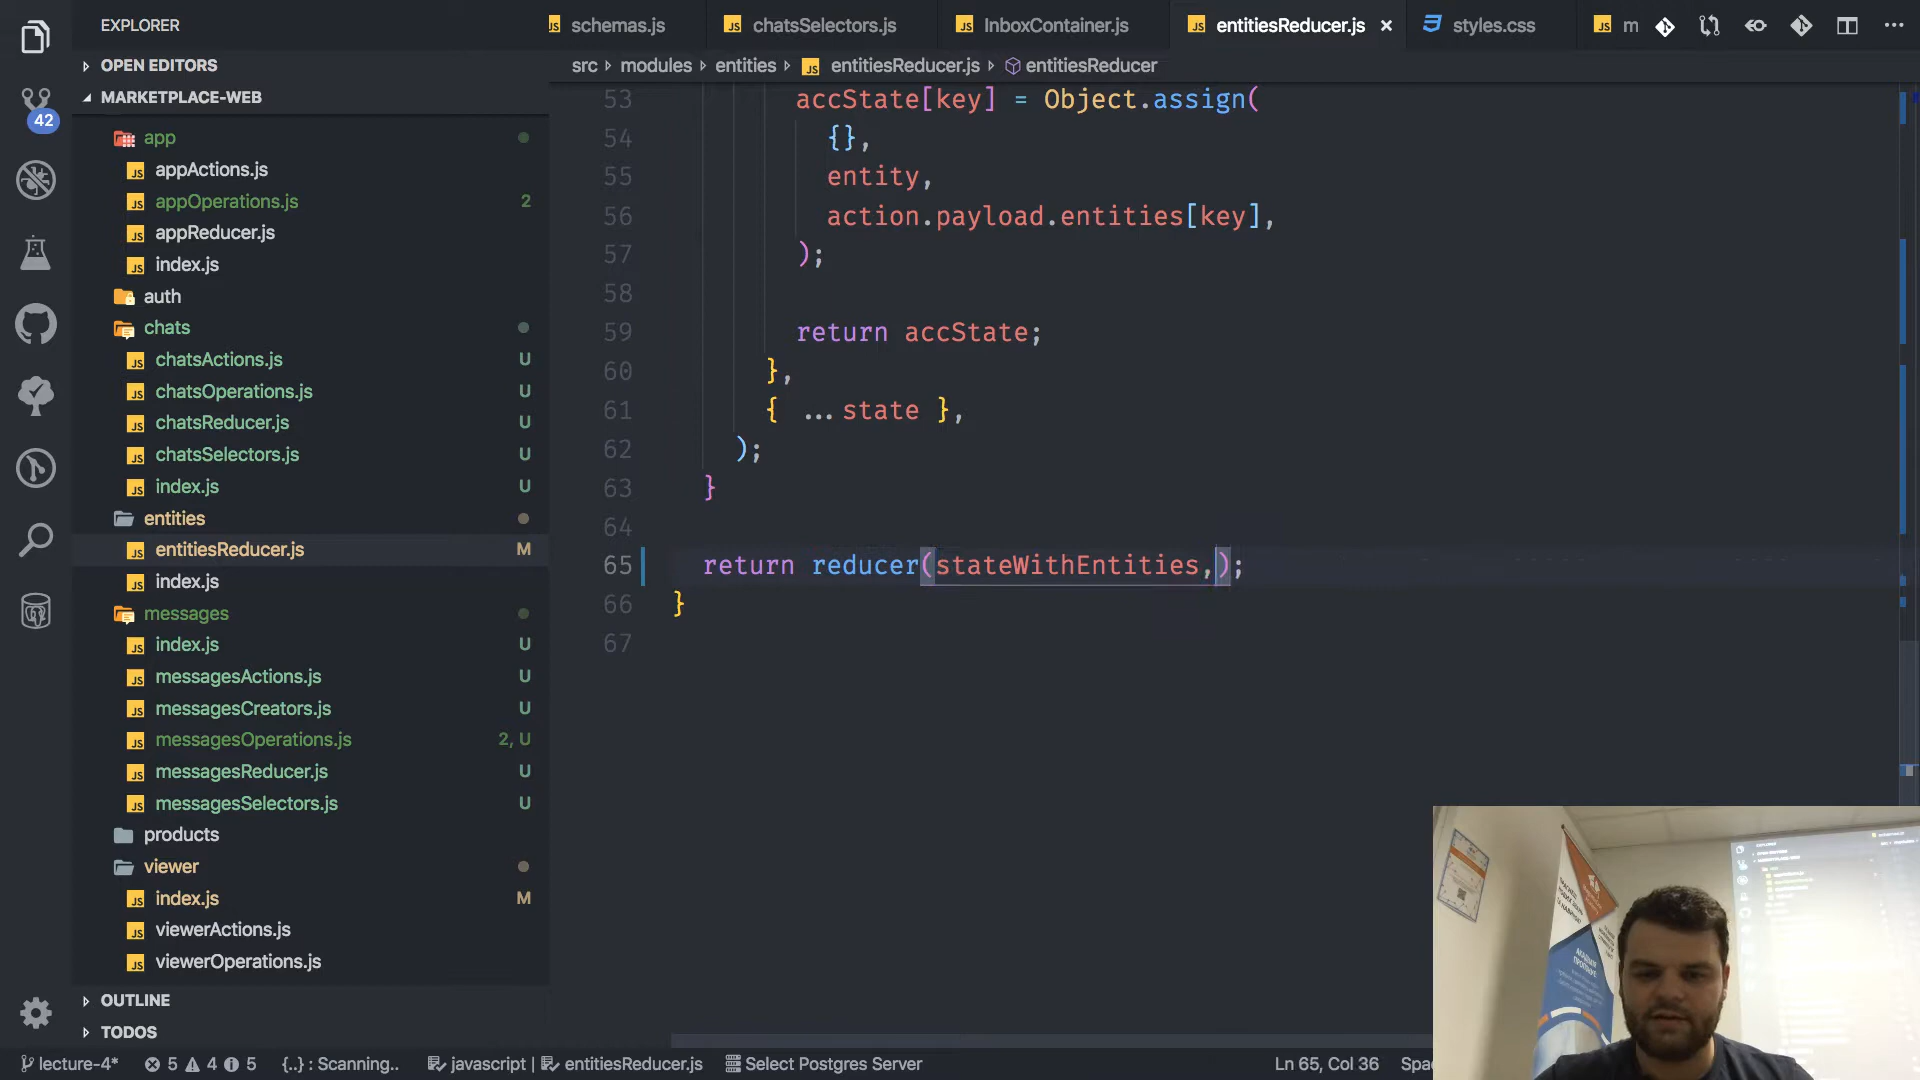 EXPLORER
OPEN EDITORS
MARKETPLACE-WEB
app
appActions.js
appOperations.js 2
appReducer.js
index.js
auth
chats
chatsActions.js U
chatsOperations.js U
chatsReducer.js U
chatsSelectors.js U
index.js U
entities
entitiesReducer.js M
index.js
messages
index.js U
messagesActions.js U
messagesCreators.js U
messagesOperations.js 2, U
messagesReducer.js U
messagesSelectors.js U
products
viewer
index.js M
viewerActions.js
viewerOperations.js
OUTLINE
TODOS
42
schemas.js chatsSelectors.js InboxContainer.js entitiesReducer.js × styles.css m
src › modules › entities › entitiesReducer.js › entitiesReducer
53 accState[key] = Object.assign(
54 {},
55 entity,
56 action.payload.entities[key],
57 );
58
59 return accState;
60 },
61 { ...state },
62 );
63 }
64
65 return reducer(stateWithEntities,);
66 }
67
lecture-4* 5 4 5 {..} : Scanning.. javascript | entitiesReducer.js Select Postgres Server Ln 65, Col 36